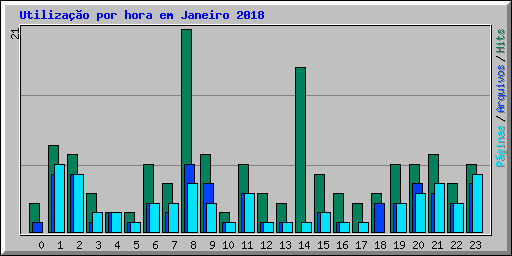 Utilização por hora em Janeiro 2018
21
Páginas / Arquivos / Hits
0 1 2 3 4 5 6 7 8 9 10 11 12 13 14 15 16 17 18 19 20 21 22 23